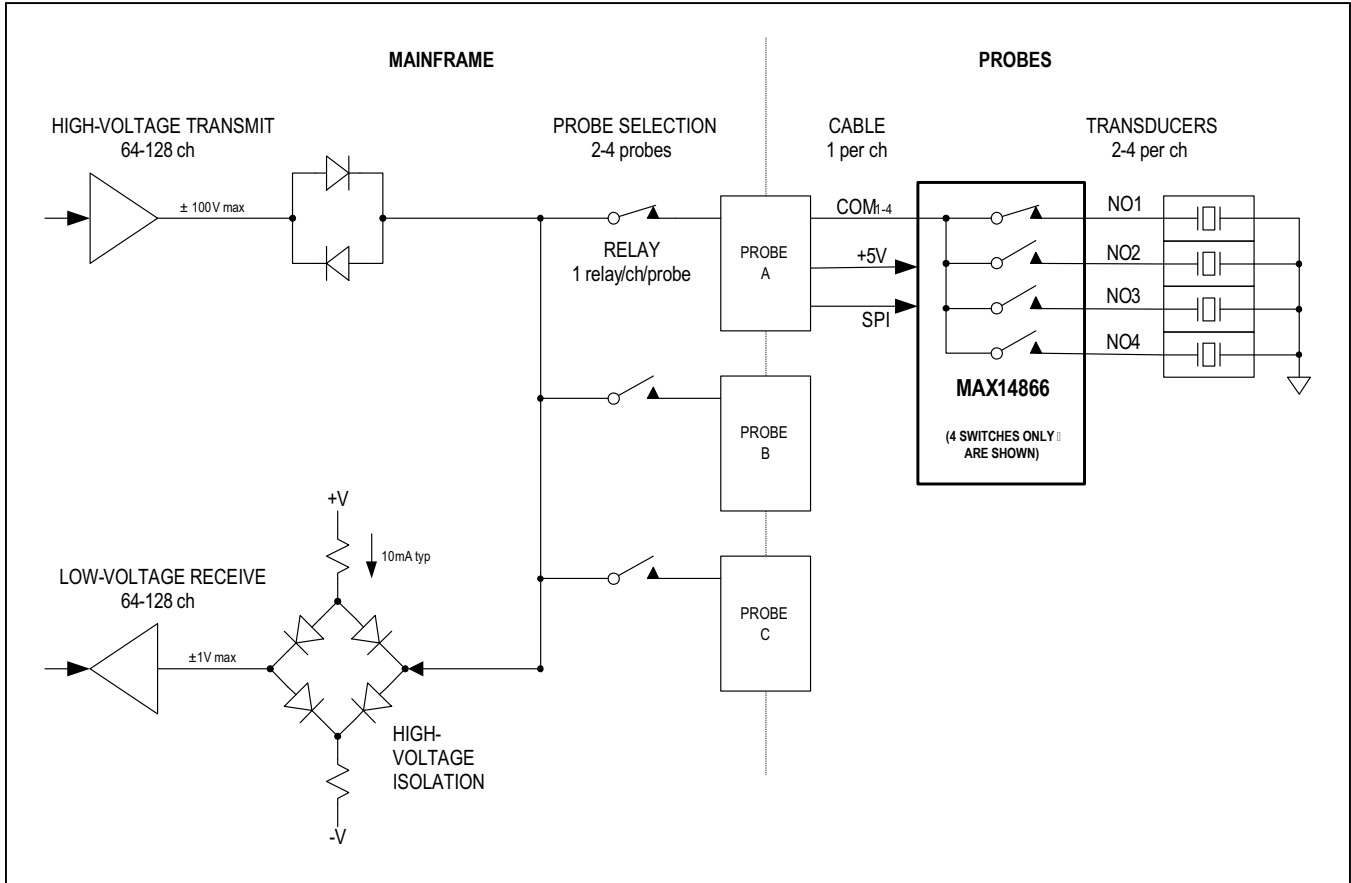 MAINFRAME
PROBES
HIGH-VOLTAGE TRANSMIT
64-128 ch
± 100V max
PROBE SELECTION
2-4 probes
RELAY
1 relay/ch/probe
CABLE
1 per ch
TRANSDUCERS
2-4 per ch
PROBE
A
COM1-4
+5V
SPI
NO1
NO2
NO3
NO4
MAX14866
(4 SWITCHES ONLY
ARE SHOWN)
PROBE
B
PROBE
C
+V
10mA typ
LOW-VOLTAGE RECEIVE
64-128 ch
±1V max
HIGH-
VOLTAGE
ISOLATION
-V